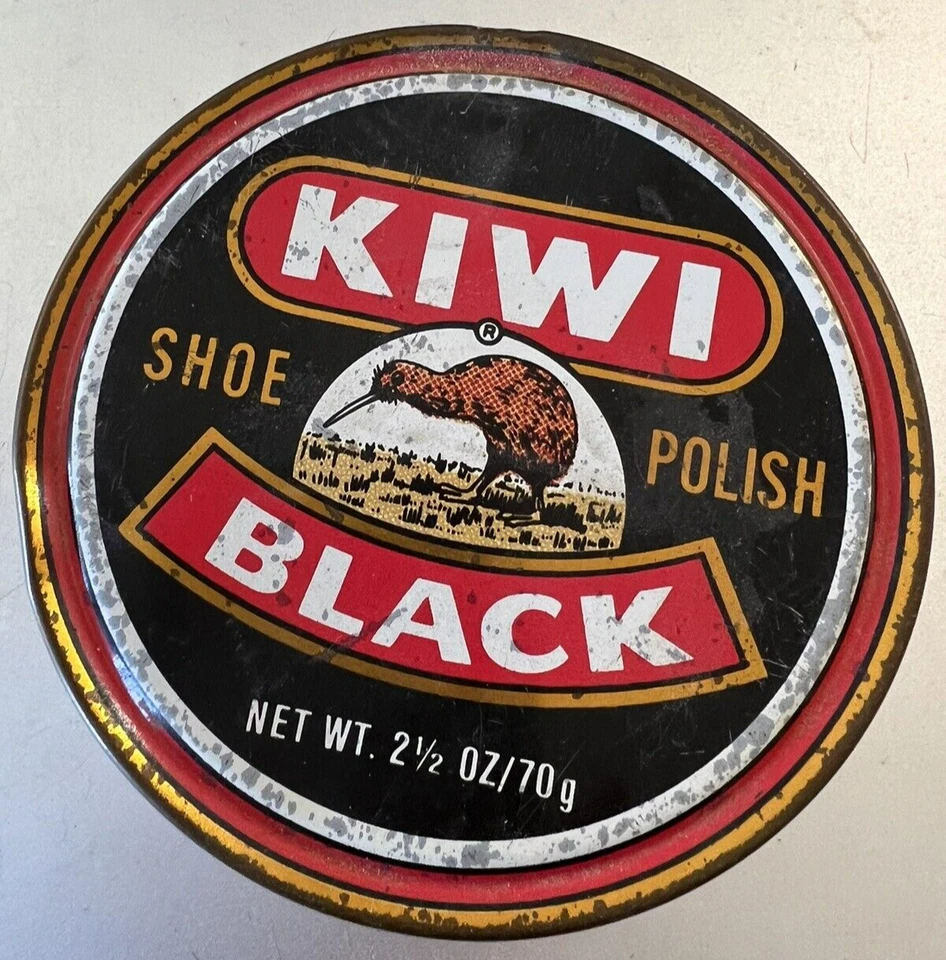 KIWI
®
SHOE POLISH
BLACK
NET WT. 2½ OZ/70g